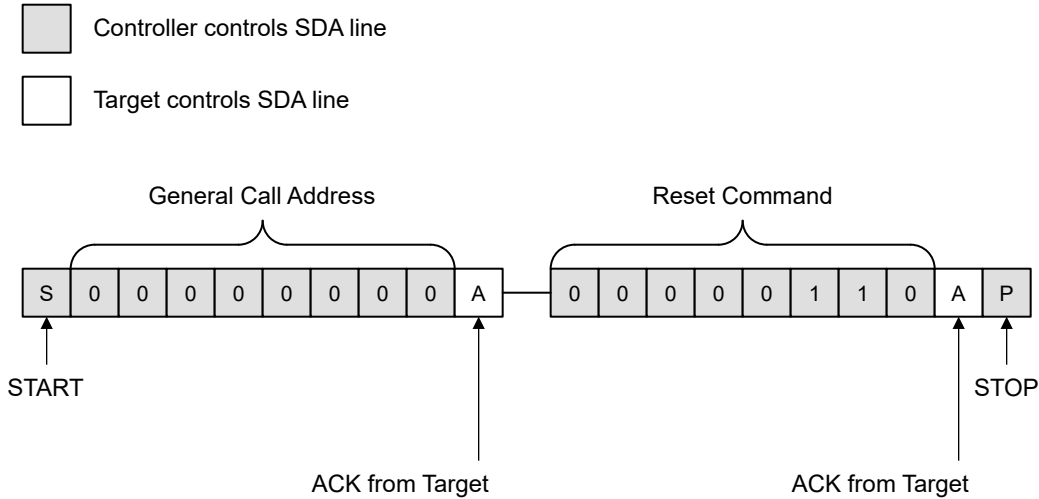 Controller controls SDA line
Target controls SDA line
General Call Address Reset Command
S 0 0 0 0 0 0 0 0 A 0 0 0 0 0 1 1 0 A P
START STOP
ACK from Target ACK from Target